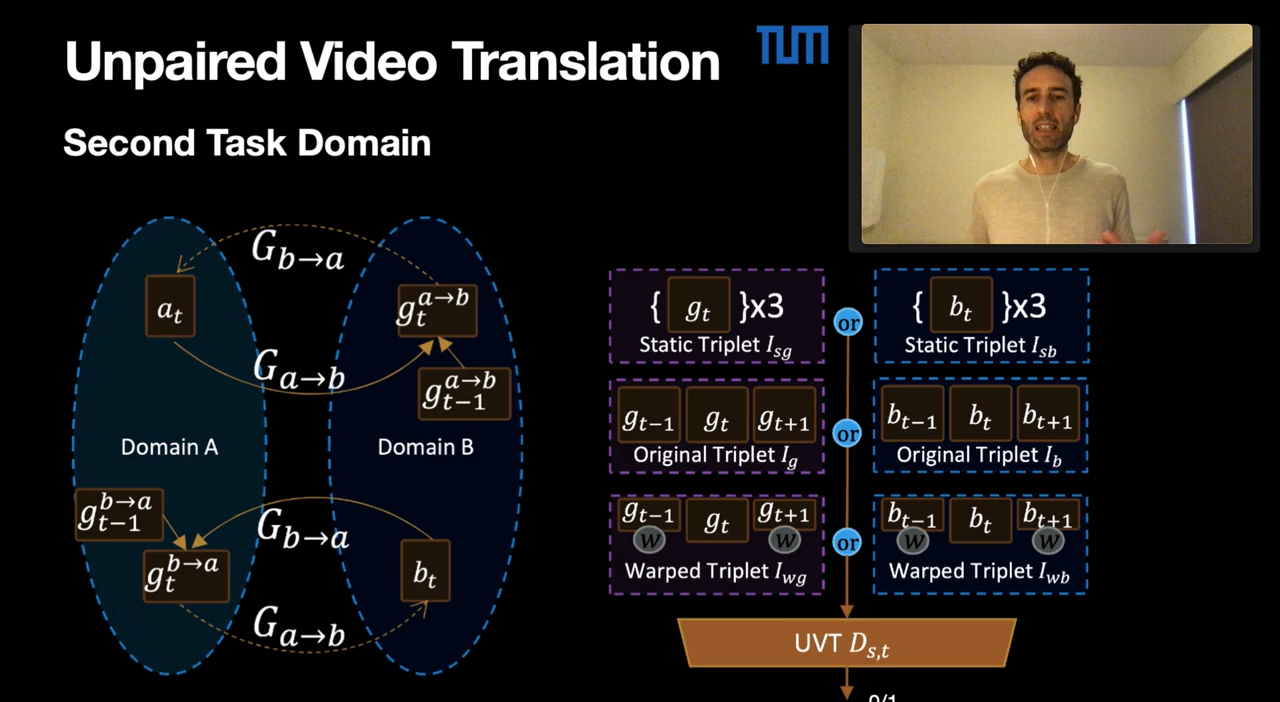 Unpaired Video Translation
TUM
Second Task Domain
G_{b→a}
a_t
g_t^{a→b}
G_{a→b}
g_{t-1}^{a→b}
Domain A
Domain B
g_{t-1}^{b→a}
G_{b→a}
g_t^{b→a}
b_t
G_{a→b}
{ g_t }x3
Static Triplet I_{sg}
or
{ b_t }x3
Static Triplet I_{sb}
g_{t-1} g_t g_{t+1}
Original Triplet I_g
or
b_{t-1} b_t b_{t+1}
Original Triplet I_b
g_{t-1} g_t g_{t+1}
w w
Warped Triplet I_{wg}
or
b_{t-1} b_t b_{t+1}
w w
Warped Triplet I_{wb}
UVT D_{s,t}
0/1